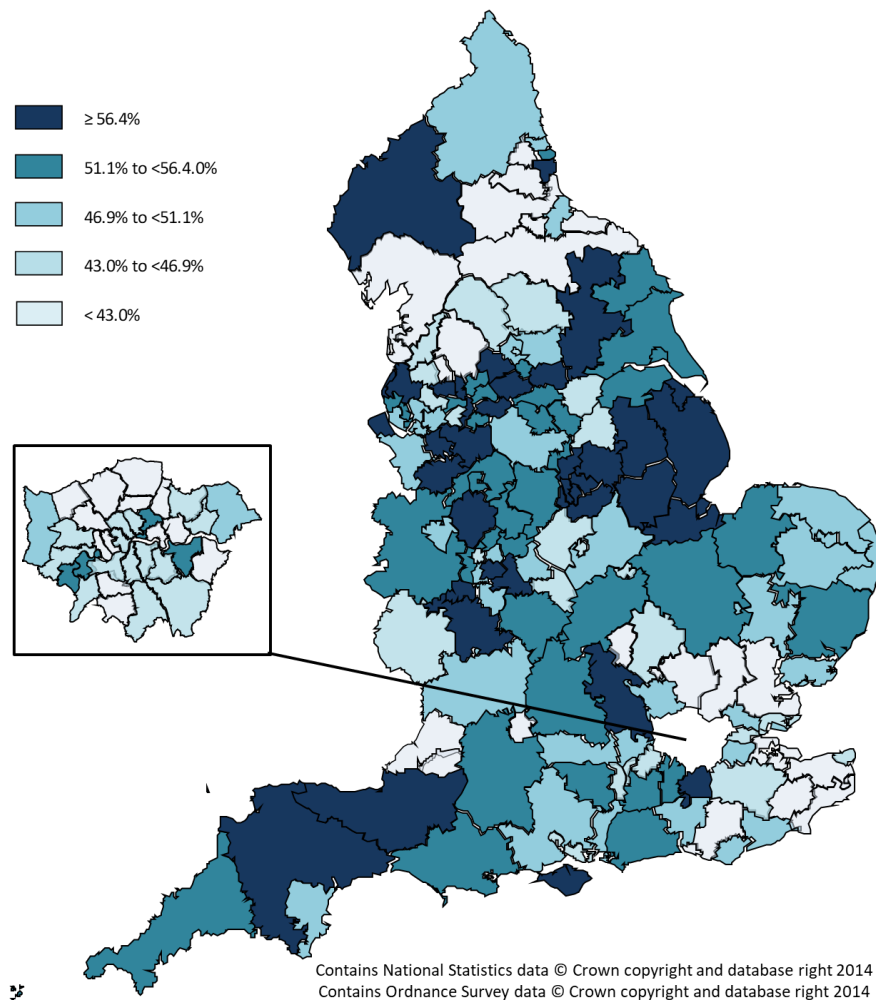 ≥ 56.4%
51.1% to <56.4.0%
46.9% to <51.1%
43.0% to <46.9%
< 43.0%
Contains National Statistics data © Crown copyright and database right 2014
Contains Ordnance Survey data © Crown copyright and database right 2014